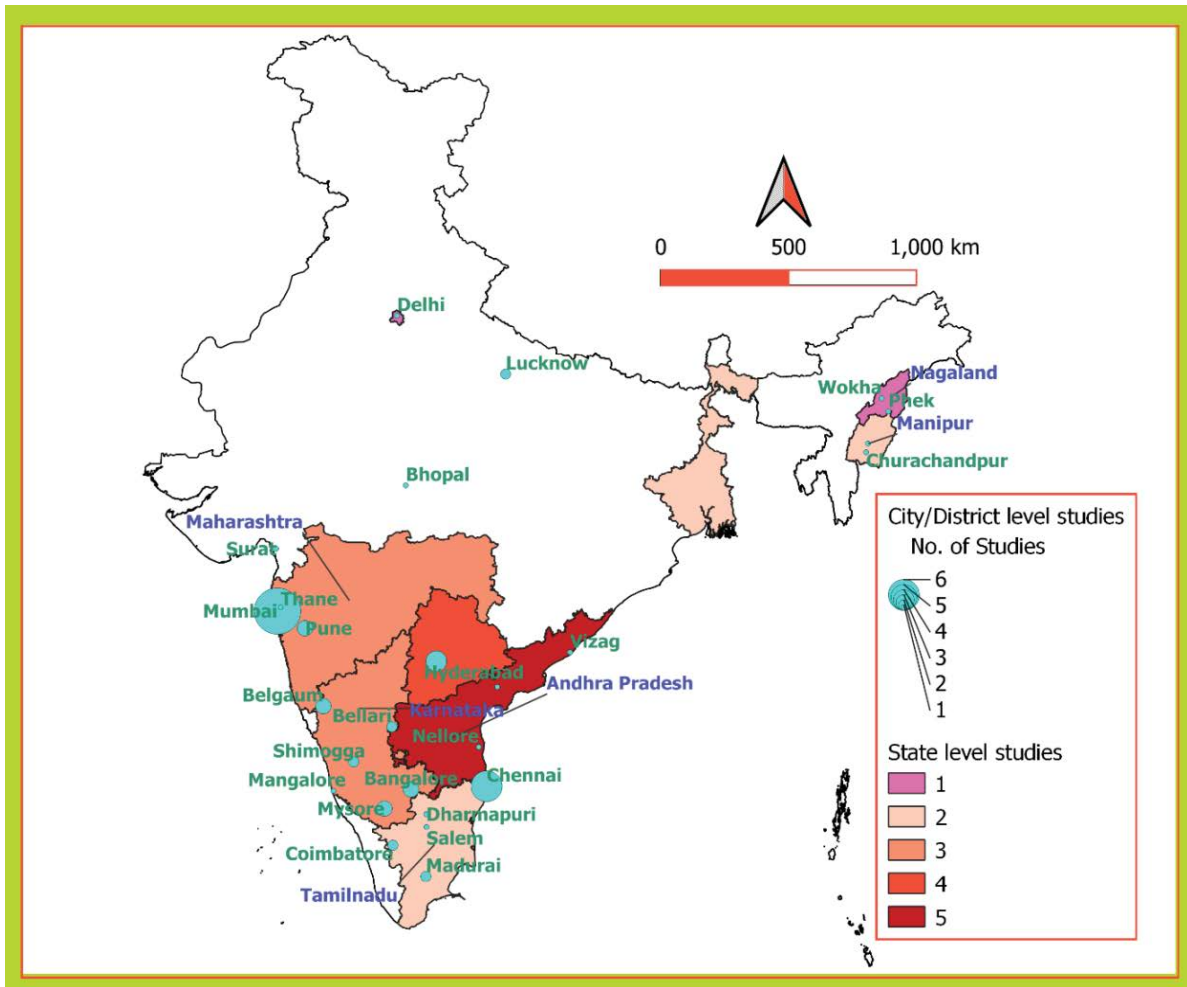 0 500 1,000 km
Delhi
Lucknow
Nagaland
Wokha
Phek
Manipur
Churachandpur
Bhopal
Maharashtra
Surat
Thane
Mumbai
Pune
Vizag
Hyderabad
Andhra Pradesh
Belgaum
Karnataka
Bellari
Nellore
Shimogga
Chennai
Mangalore
Bangalore
Mysore
Dharmapuri
Salem
Coimbatore
Madurai
Tamilnadu
City/District level studies
No. of Studies
6
5
4
3
2
1
State level studies
1
2
3
4
5